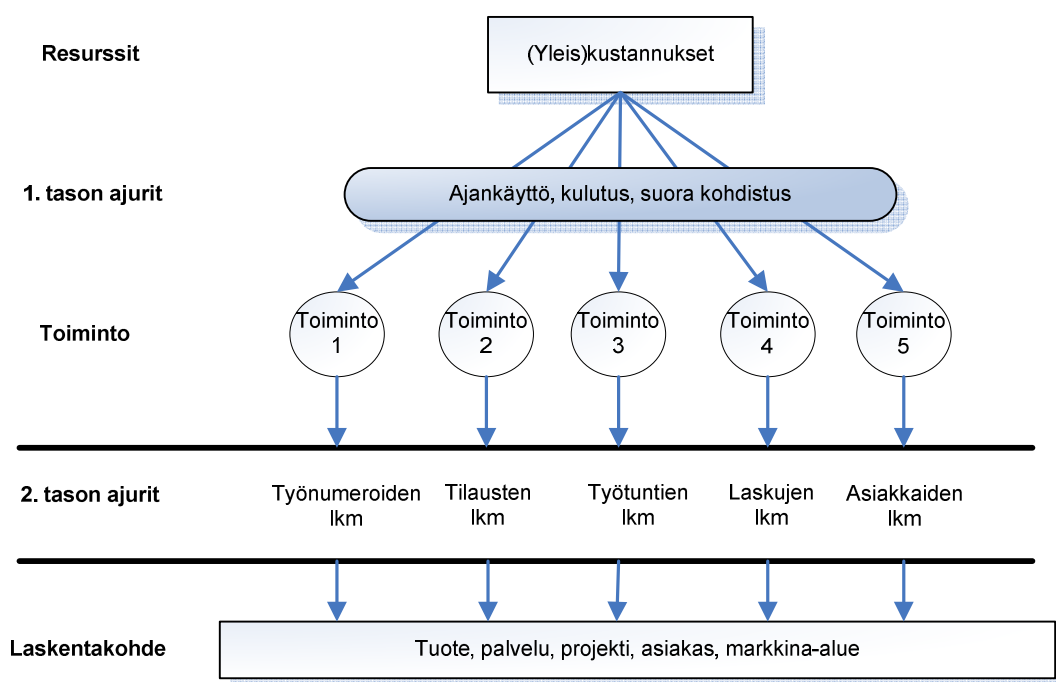 Resurssit
(Yleis)kustannukset
1. tason ajurit
Ajankäyttö, kulutus, suora kohdistus
Toiminto
Toiminto
1
Toiminto
2
Toiminto
3
Toiminto
4
Toiminto
5
2. tason ajurit
Työnumeroiden
lkm
Tilausten
lkm
Työtuntien
lkm
Laskujen
lkm
Asiakkaiden
lkm
Laskentakohde
Tuote, palvelu, projekti, asiakas, markkina-alue